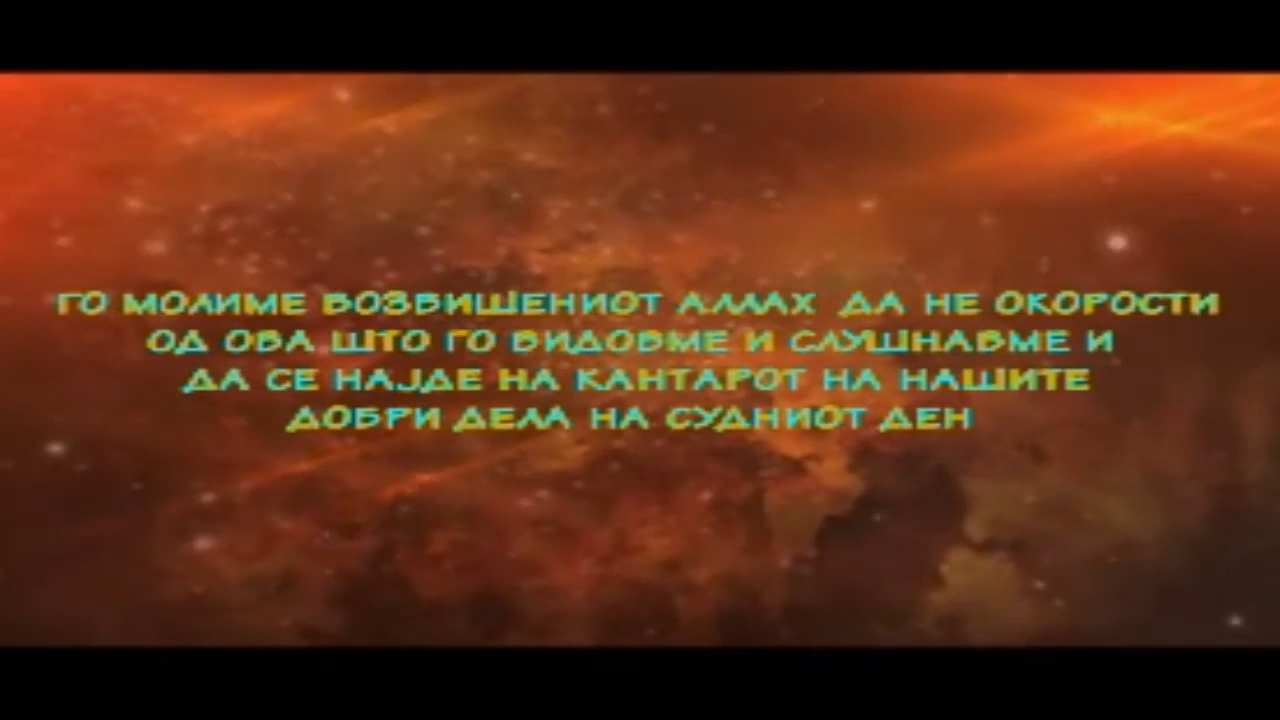 ГО МОЛИМЕ ВОЗВИШЕНИОТ АЛЛАХ ДА НЕ ОКОРОСТИ
ОД ОВА ШТО ГО ВИДОВМЕ И СЛУШНАВМЕ И
ДА СЕ НАЈДЕ НА КАНТАРОТ НА НАШИТЕ
ДОБРИ ДЕЛА НА СУДНИОТ ДЕН